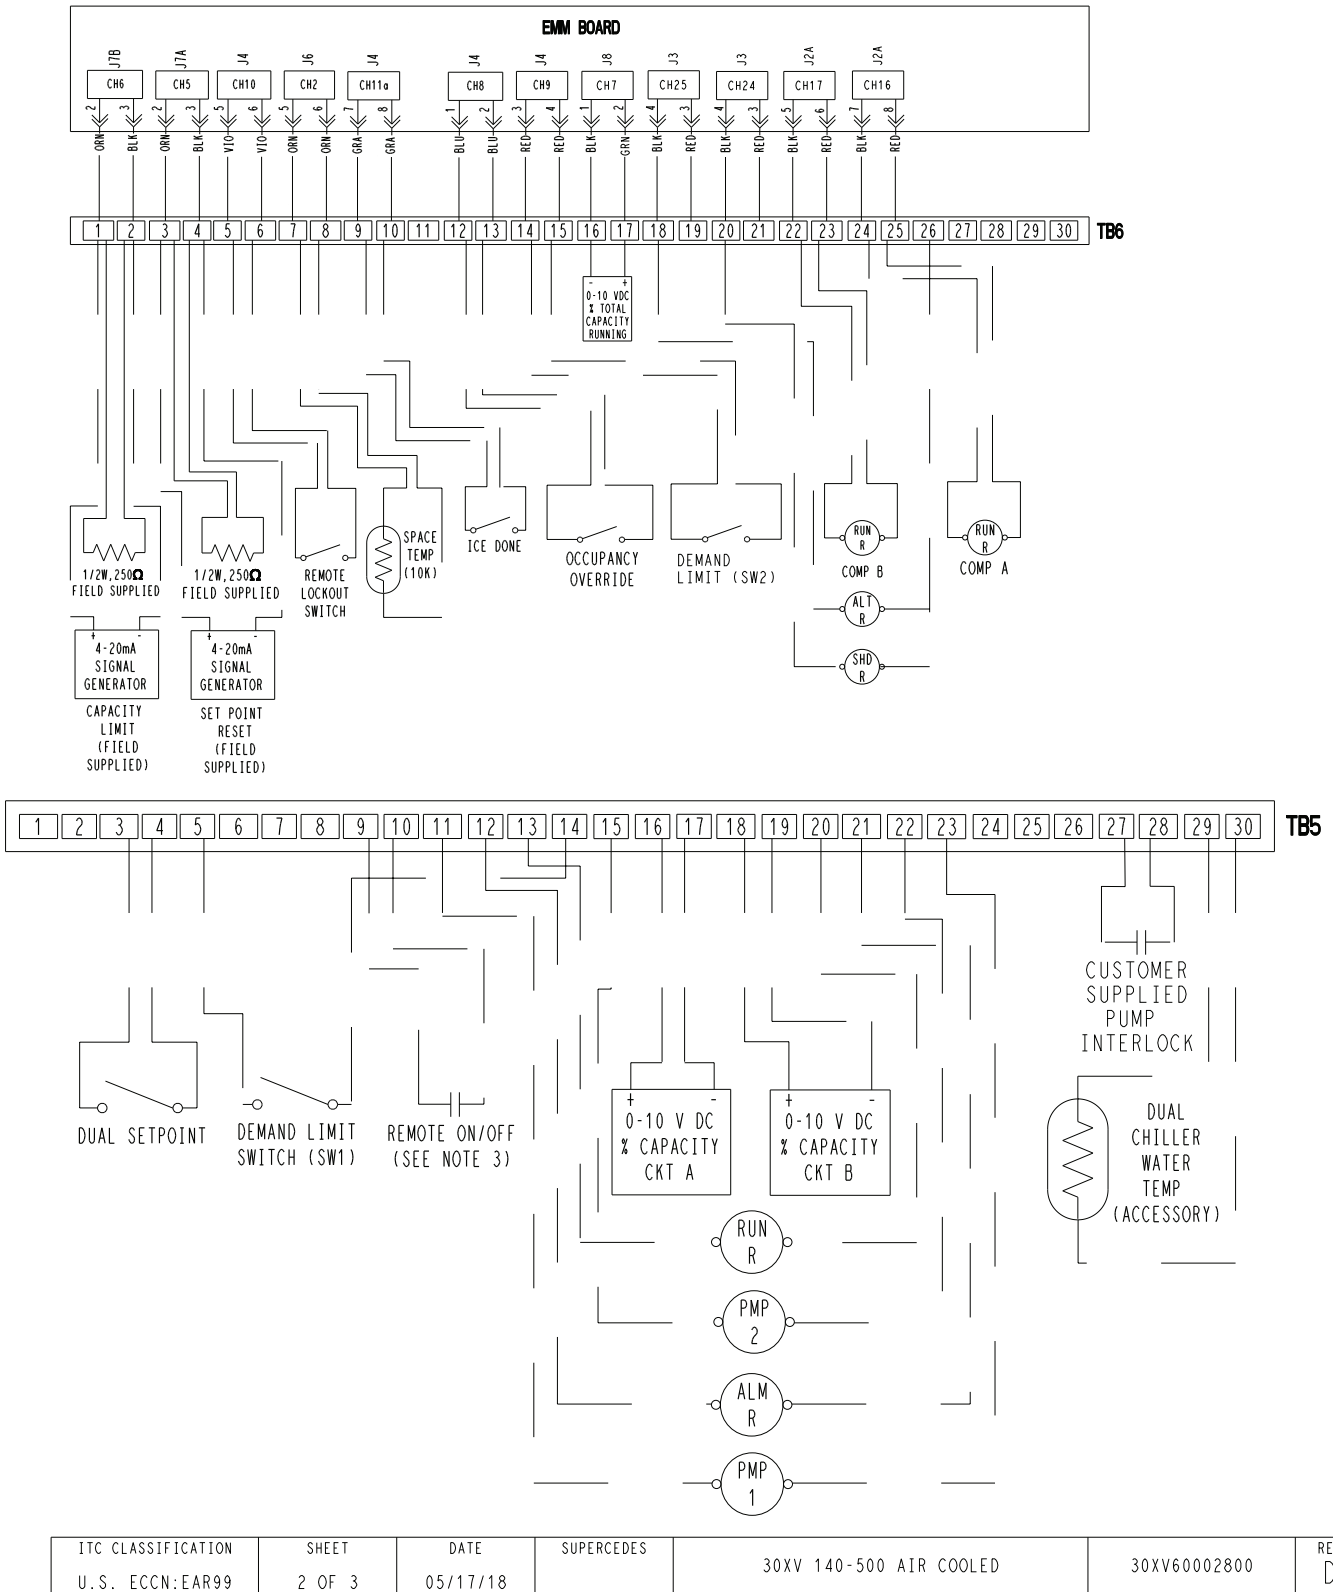 EMM BOARD
J7B J7A J4 J6 J4 J4 J4 J8 J3 J3 J2A J2A
CH6 CH5 CH10 CH2 CH11a CH8 CH9 CH7 CH25 CH24 CH17 CH16
2 3 2 3 5 6 5 6 7 8 1 2 3 4 1 2 4 3 4 3 5 6 7 8
ORN BLK ORN BLK VIO VIO ORN ORN GRA GRA BLU BLU RED RED BLK GRN BLK RED BLK RED BLK RED BLK RED
1 2 3 4 5 6 7 8 9 10 11 12 13 14 15 16 17 18 19 20 21 22 23 24 25 26 27 28 29 30 TB6
- +
0-10 VDC
% TOTAL
CAPACITY
RUNNING
1/2W,250Ω
FIELD SUPPLIED
1/2W,250Ω
FIELD SUPPLIED
REMOTE
LOCKOUT
SWITCH
SPACE
TEMP
(10K)
ICE DONE
OCCUPANCY
OVERRIDE
DEMAND
LIMIT (SW2)
RUN
R
COMP B
RUN
R
COMP A
ALT
R
SHD
R
+ -
4-20mA
SIGNAL
GENERATOR
CAPACITY
LIMIT
(FIELD
SUPPLIED)
+ -
4-20mA
SIGNAL
GENERATOR
SET POINT
RESET
(FIELD
SUPPLIED)
1 2 3 4 5 6 7 8 9 10 11 12 13 14 15 16 17 18 19 20 21 22 23 24 25 26 27 28 29 30 TB5
CUSTOMER
SUPPLIED
PUMP
INTERLOCK
DUAL SETPOINT
DEMAND LIMIT
SWITCH (SW1)
REMOTE ON/OFF
(SEE NOTE 3)
+ -
0-10 V DC
% CAPACITY
CKT A
+ -
0-10 V DC
% CAPACITY
CKT B
DUAL
CHILLER
WATER
TEMP
(ACCESSORY)
RUN
R
PMP
2
ALM
R
PMP
1
ITC CLASSIFICATION
U.S. ECCN:EAR99
SHEET
2 OF 3
DATE
05/17/18
SUPERCEDES
30XV 140-500 AIR COOLED
30XV60002800